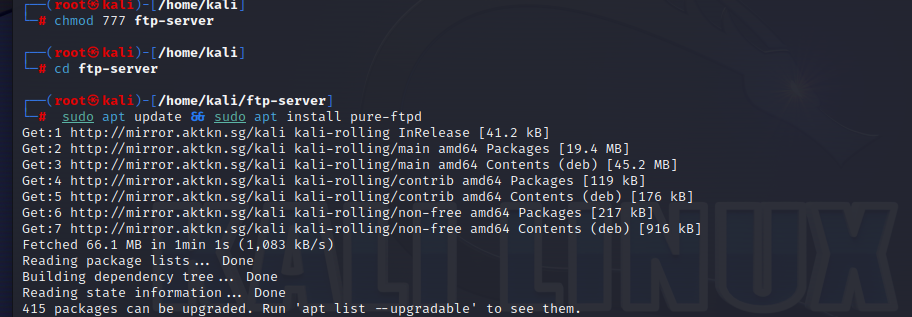 ┌──(root㉿kali)-[/home/kali]
└─# chmod 777 ftp-server
┌──(root㉿kali)-[/home/kali]
└─# cd ftp-server
┌──(root㉿kali)-[/home/kali/ftp-server]
└─# sudo apt update && sudo apt install pure-ftpd
Get:1 http://mirror.aktkn.sg/kali kali-rolling InRelease [41.2 kB]
Get:2 http://mirror.aktkn.sg/kali kali-rolling/main amd64 Packages [19.4 MB]
Get:3 http://mirror.aktkn.sg/kali kali-rolling/main amd64 Contents (deb) [45.2 MB]
Get:4 http://mirror.aktkn.sg/kali kali-rolling/contrib amd64 Packages [119 kB]
Get:5 http://mirror.aktkn.sg/kali kali-rolling/contrib amd64 Contents (deb) [176 kB]
Get:6 http://mirror.aktkn.sg/kali kali-rolling/non-free amd64 Packages [217 kB]
Get:7 http://mirror.aktkn.sg/kali kali-rolling/non-free amd64 Contents (deb) [916 kB]
Fetched 66.1 MB in 1min 1s (1,083 kB/s)
Reading package lists... Done
Building dependency tree... Done
Reading state information... Done
415 packages can be upgraded. Run 'apt list --upgradable' to see them.
KALI LINUX